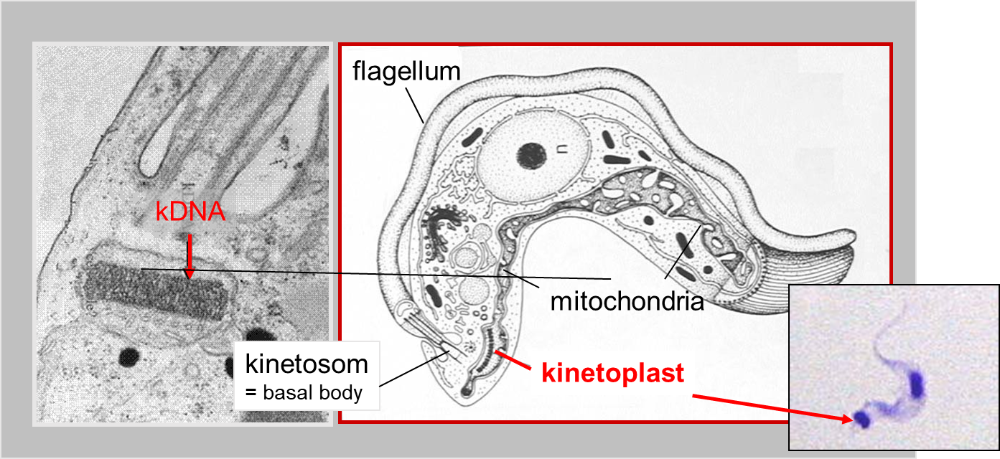 flagellum
kDNA
mitochondria
kinetosom
= basal body
kinetoplast